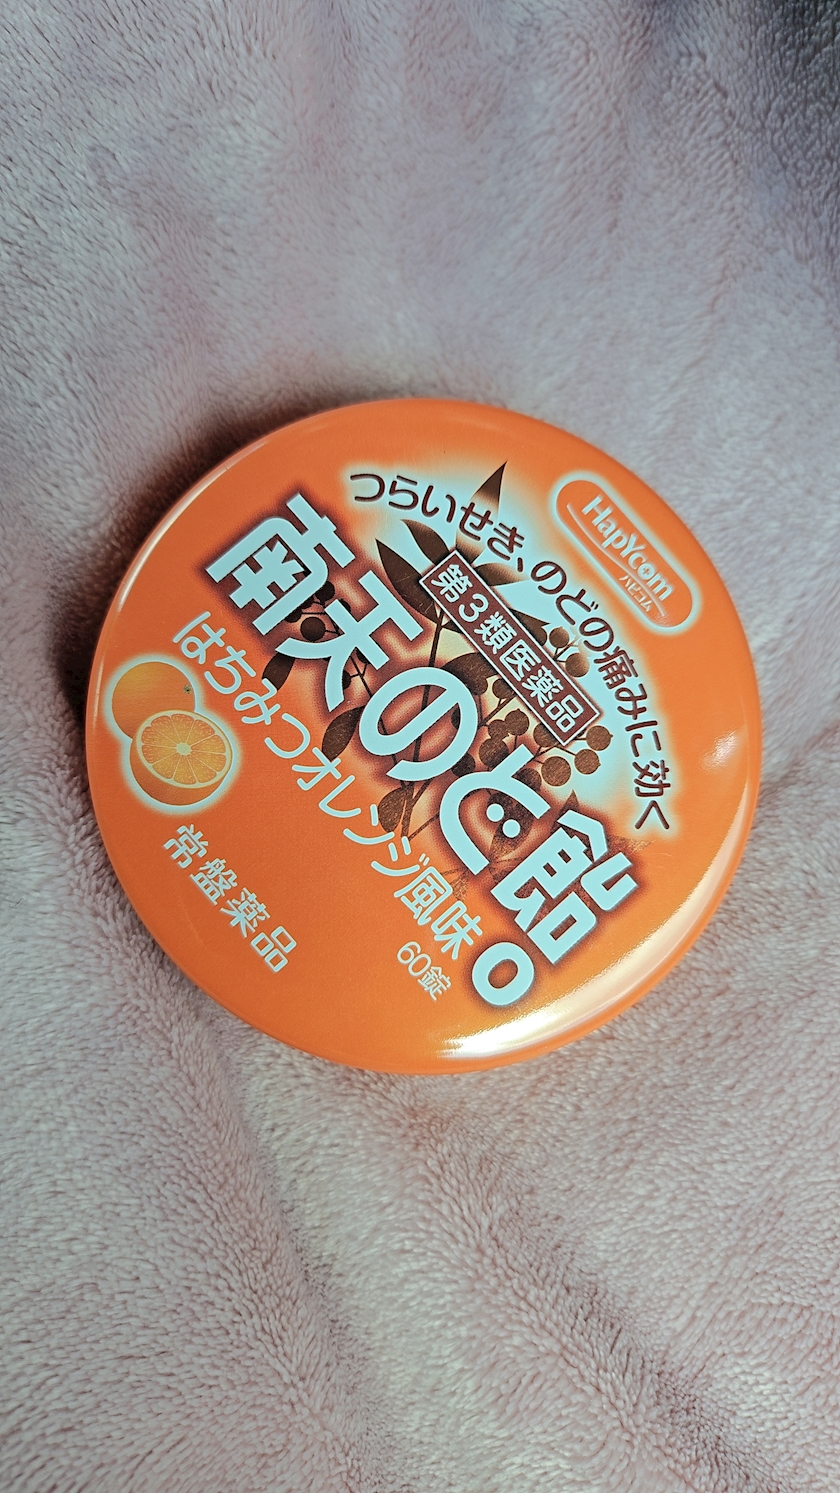 HapYcom
ハピコム
つらいせき、のどの痛みに効く
第3類医薬品
南天のど飴
はちみつオレンジ風味
60錠
常盤薬品